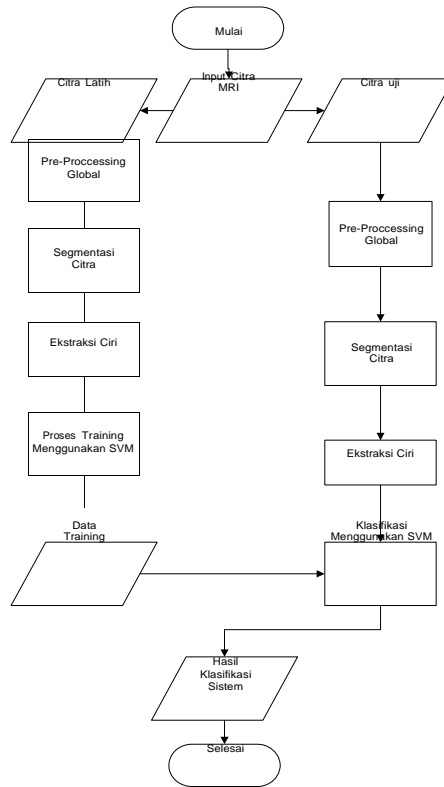 Mulai
Citra Latih
Input Citra
MRI
Citra uji
Pre-Proccessing
Global
Segmentasi
Citra
Ekstraksi Ciri
Proses Training
Menggunakan SVM
Data
Training
Pre-Proccessing
Global
Segmentasi
Citra
Ekstraksi Ciri
Klasifikasi
Menggunakan SVM
Hasil
Klasifikasi
Sistem
Selesai